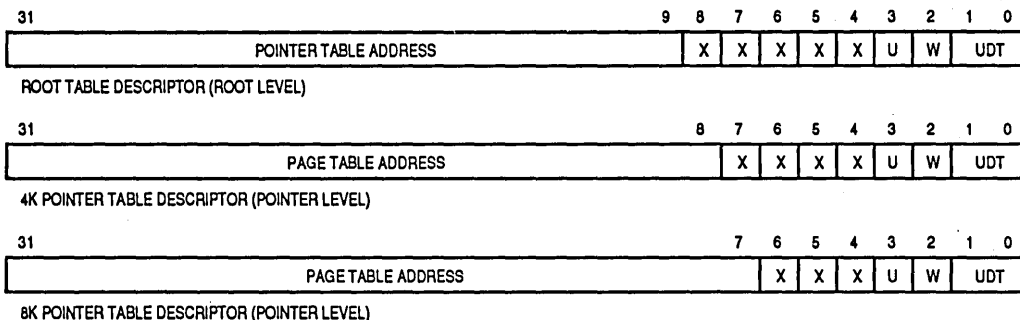 31 9 8 7 6 5 4 3 2 1 0
POINTER TABLE ADDRESS X X X X X U W UDT
ROOT TABLE DESCRIPTOR (ROOT LEVEL)
31 8 7 6 5 4 3 2 1 0
PAGE TABLE ADDRESS X X X X U W UDT
4K POINTER TABLE DESCRIPTOR (POINTER LEVEL)
31 7 6 5 4 3 2 1 0
PAGE TABLE ADDRESS X X X U W UDT
8K POINTER TABLE DESCRIPTOR (POINTER LEVEL)